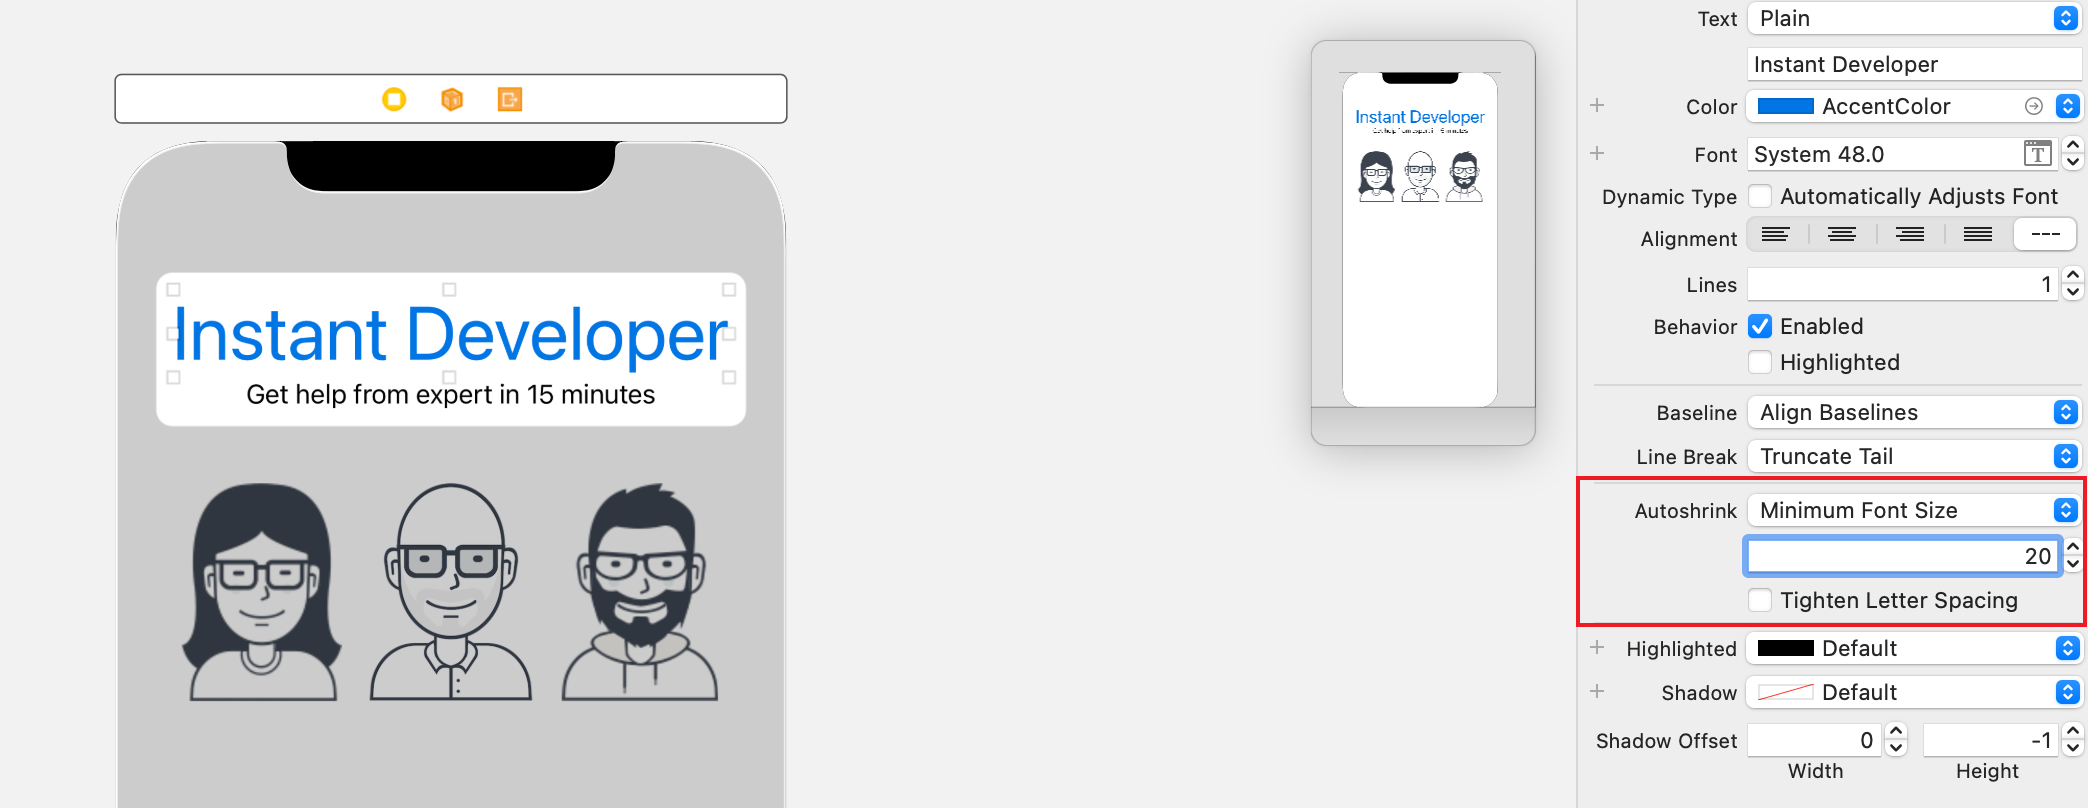 Instant Developer
Get help from expert in 15 minutes
Instant Developer
Text Plain
Instant Developer
Color AccentColor
Font System 48.0
T
Dynamic Type Automatically Adjusts Font
Alignment ---
Lines 1
Behavior Enabled
Highlighted
Baseline Align Baselines
Line Break Truncate Tail
Autoshrink Minimum Font Size
20
Tighten Letter Spacing
Highlighted Default
Shadow Default
Shadow Offset 0 -1
Width Height